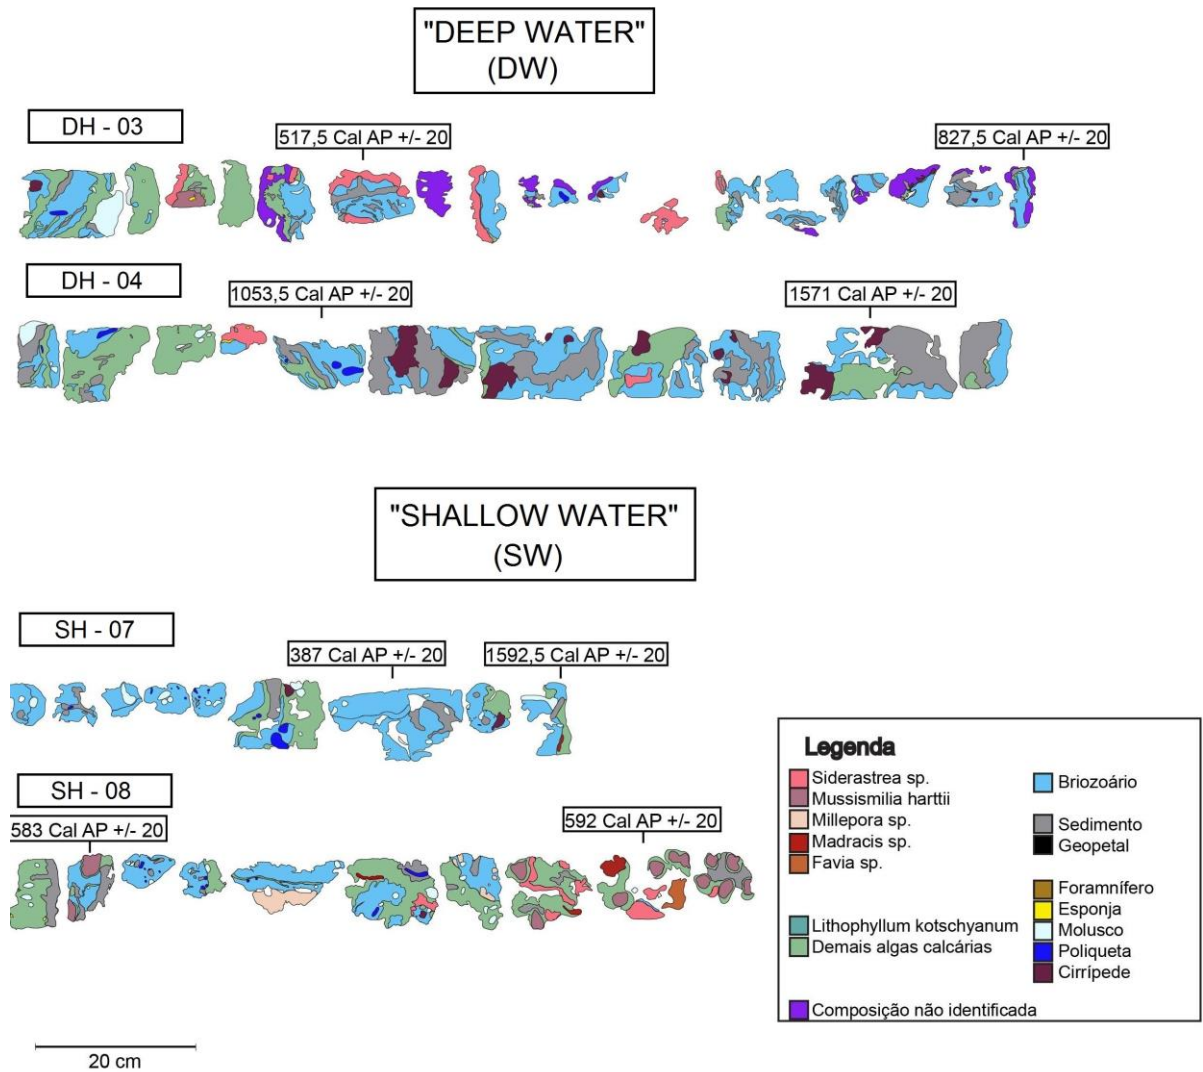 "DEEP WATER"
(DW)
DH - 03
517,5 Cal AP +/- 20
827,5 Cal AP +/- 20
DH - 04
1053,5 Cal AP +/- 20
1571 Cal AP +/- 20
"SHALLOW WATER"
(SW)
SH - 07
387 Cal AP +/- 20
1592,5 Cal AP +/- 20
SH - 08
583 Cal AP +/- 20
592 Cal AP +/- 20
Legenda
Siderastrea sp.
Mussismilia harttii
Millepora sp.
Madracis sp.
Favia sp.
Lithophyllum kotschyanum
Demais algas calcárias
Composição não identificada
Briozoário
Sedimento
Geopetal
Foramnífero
Esponja
Molusco
Poliqueta
Cirrípede
20 cm